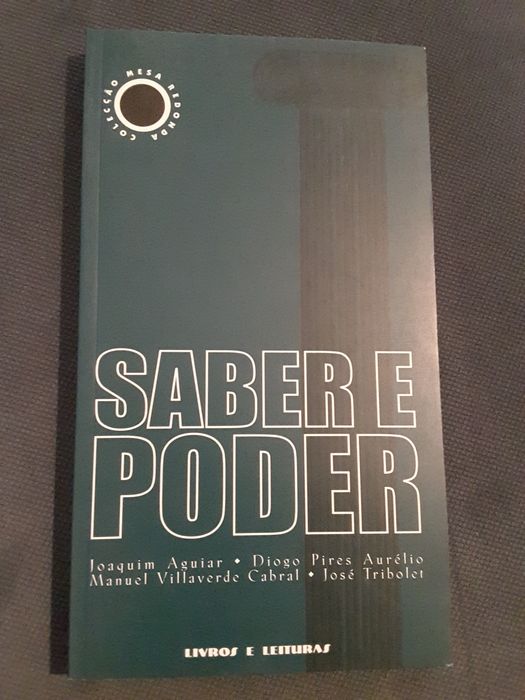 COLECÇÃO MESA REDONDA
SABER E
PODER
Joaquim Aguiar • Diogo Pires Aurélio
Manuel Villaverde Cabral • José Tribolet
LIVROS E LEITURAS